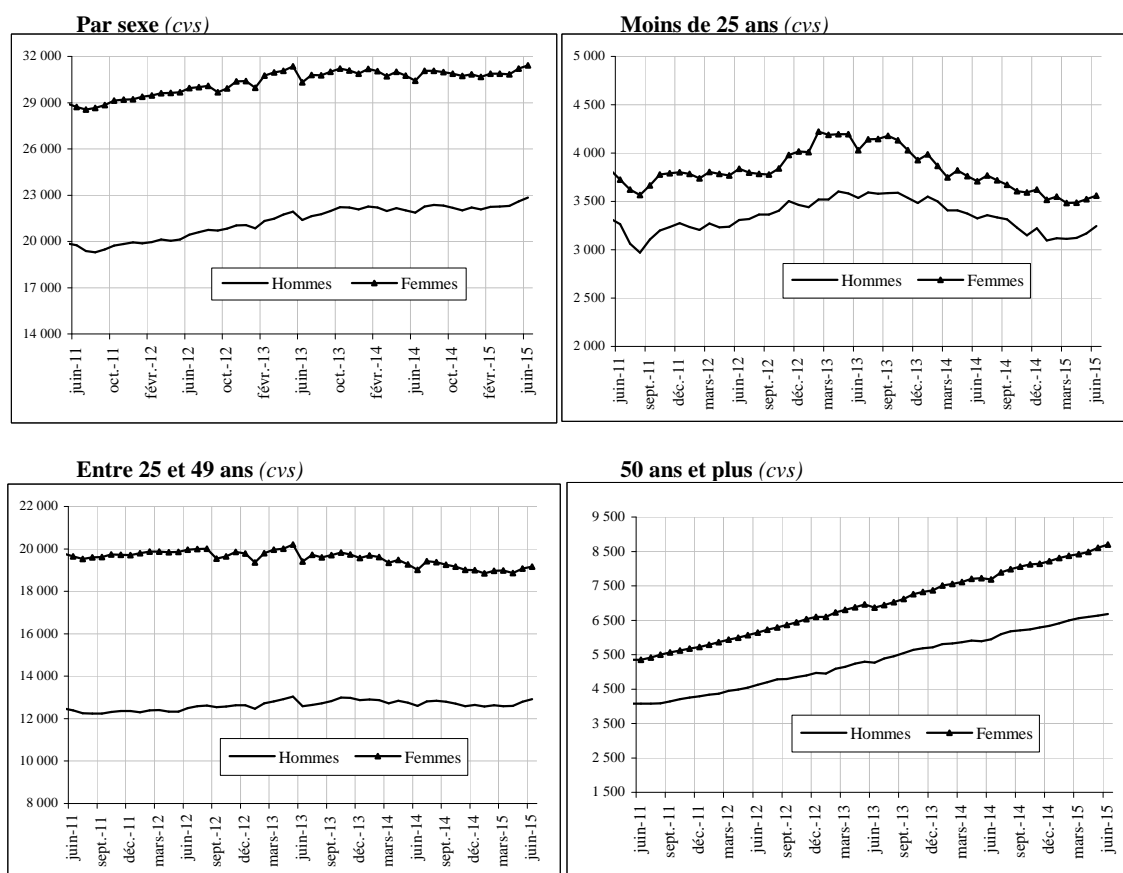 Par sexe (cvs)
32 000
29 000
26 000
23 000
20 000
17 000
14 000
Hommes
Femmes
juin-11
oct.-11
févr.-12
juin-12
oct.-12
févr.-13
juin-13
oct.-13
févr.-14
juin-14
oct.-14
févr.-15
juin-15
Moins de 25 ans (cvs)
5 000
4 500
4 000
3 500
3 000
2 500
2 000
Hommes
Femmes
juin-11
sept.-11
déc.-11
mars-12
juin-12
sept.-12
déc.-12
mars-13
juin-13
sept.-13
déc.-13
mars-14
juin-14
sept.-14
déc.-14
mars-15
juin-15
Entre 25 et 49 ans (cvs)
22 000
20 000
18 000
16 000
14 000
12 000
10 000
8 000
Hommes
Femmes
juin-11
sept.-11
déc.-11
mars-12
juin-12
sept.-12
déc.-12
mars-13
juin-13
sept.-13
déc.-13
mars-14
juin-14
sept.-14
déc.-14
mars-15
juin-15
50 ans et plus (cvs)
9 500
8 500
7 500
6 500
5 500
4 500
3 500
2 500
1 500
Hommes
Femmes
juin-11
sept.-11
déc.-11
mars-12
juin-12
sept.-12
déc.-12
mars-13
juin-13
sept.-13
déc.-13
mars-14
juin-14
sept.-14
déc.-14
mars-15
juin-15